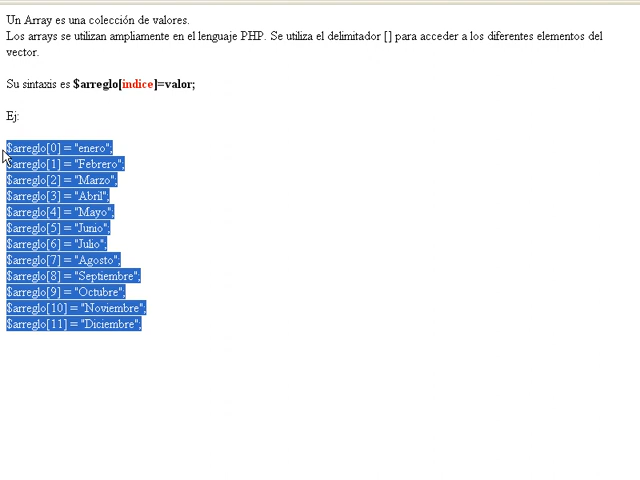 Un Array es una colección de valores.
Los arrays se utilizan ampliamente en el lenguaje PHP. Se utiliza el delimitador [] para acceder a los diferentes elementos del
vector.
Su sintaxis es $arreglo[indice]=valor;
Ej:
$arreglo[0] = "enero";
$arreglo[1] = "Febrero";
$arreglo[2] = "Marzo";
$arreglo[3] = "Abril";
$arreglo[4] = "Mayo";
$arreglo[5] = "Junio";
$arreglo[6] = "Julio";
$arreglo[7] = "Agosto";
$arreglo[8] = "Septiembre";
$arreglo[9] = "Octubre";
$arreglo[10] = "Noviembre";
$arreglo[11] = "Diciembre";